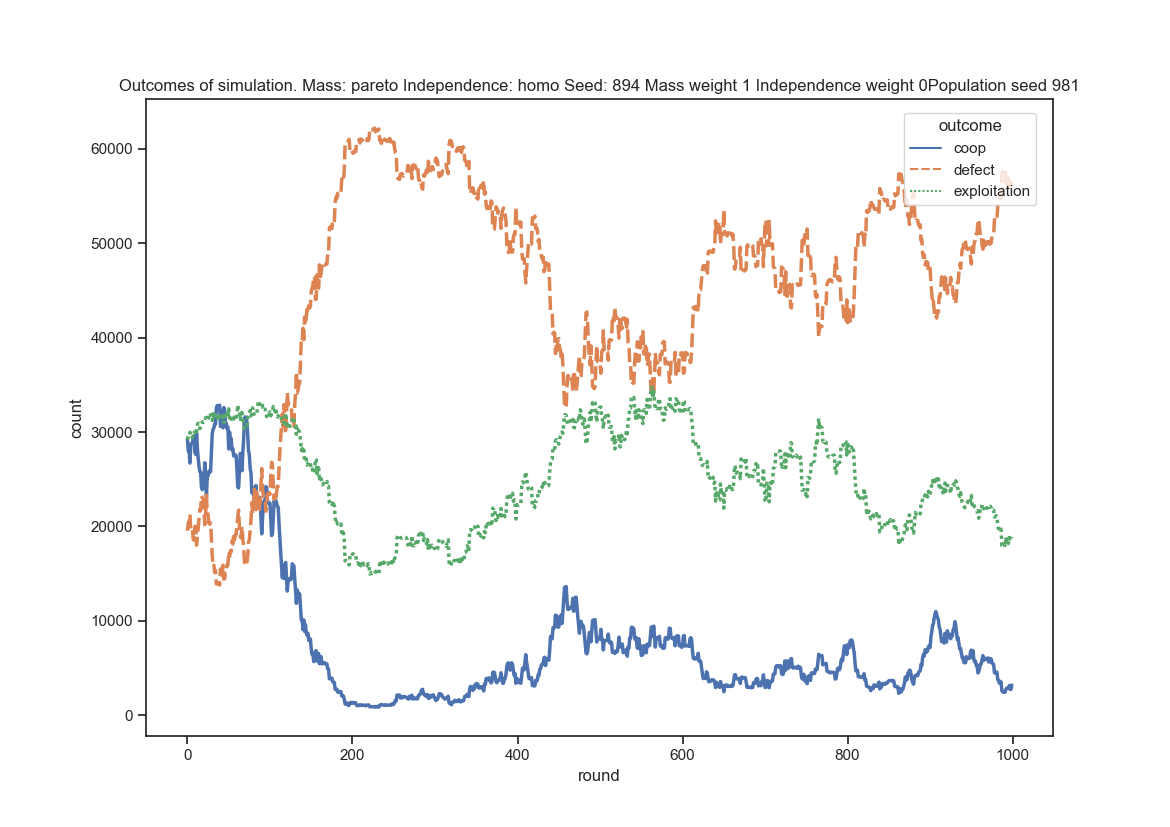 Outcomes of simulation. Mass: pareto Independence: homo Seed: 894 Mass weight 1 Independence weight 0Population seed 981
outcome
coop
defect
exploitation
60000
50000
40000
30000
20000
10000
0
count
0 200 400 600 800 1000
round